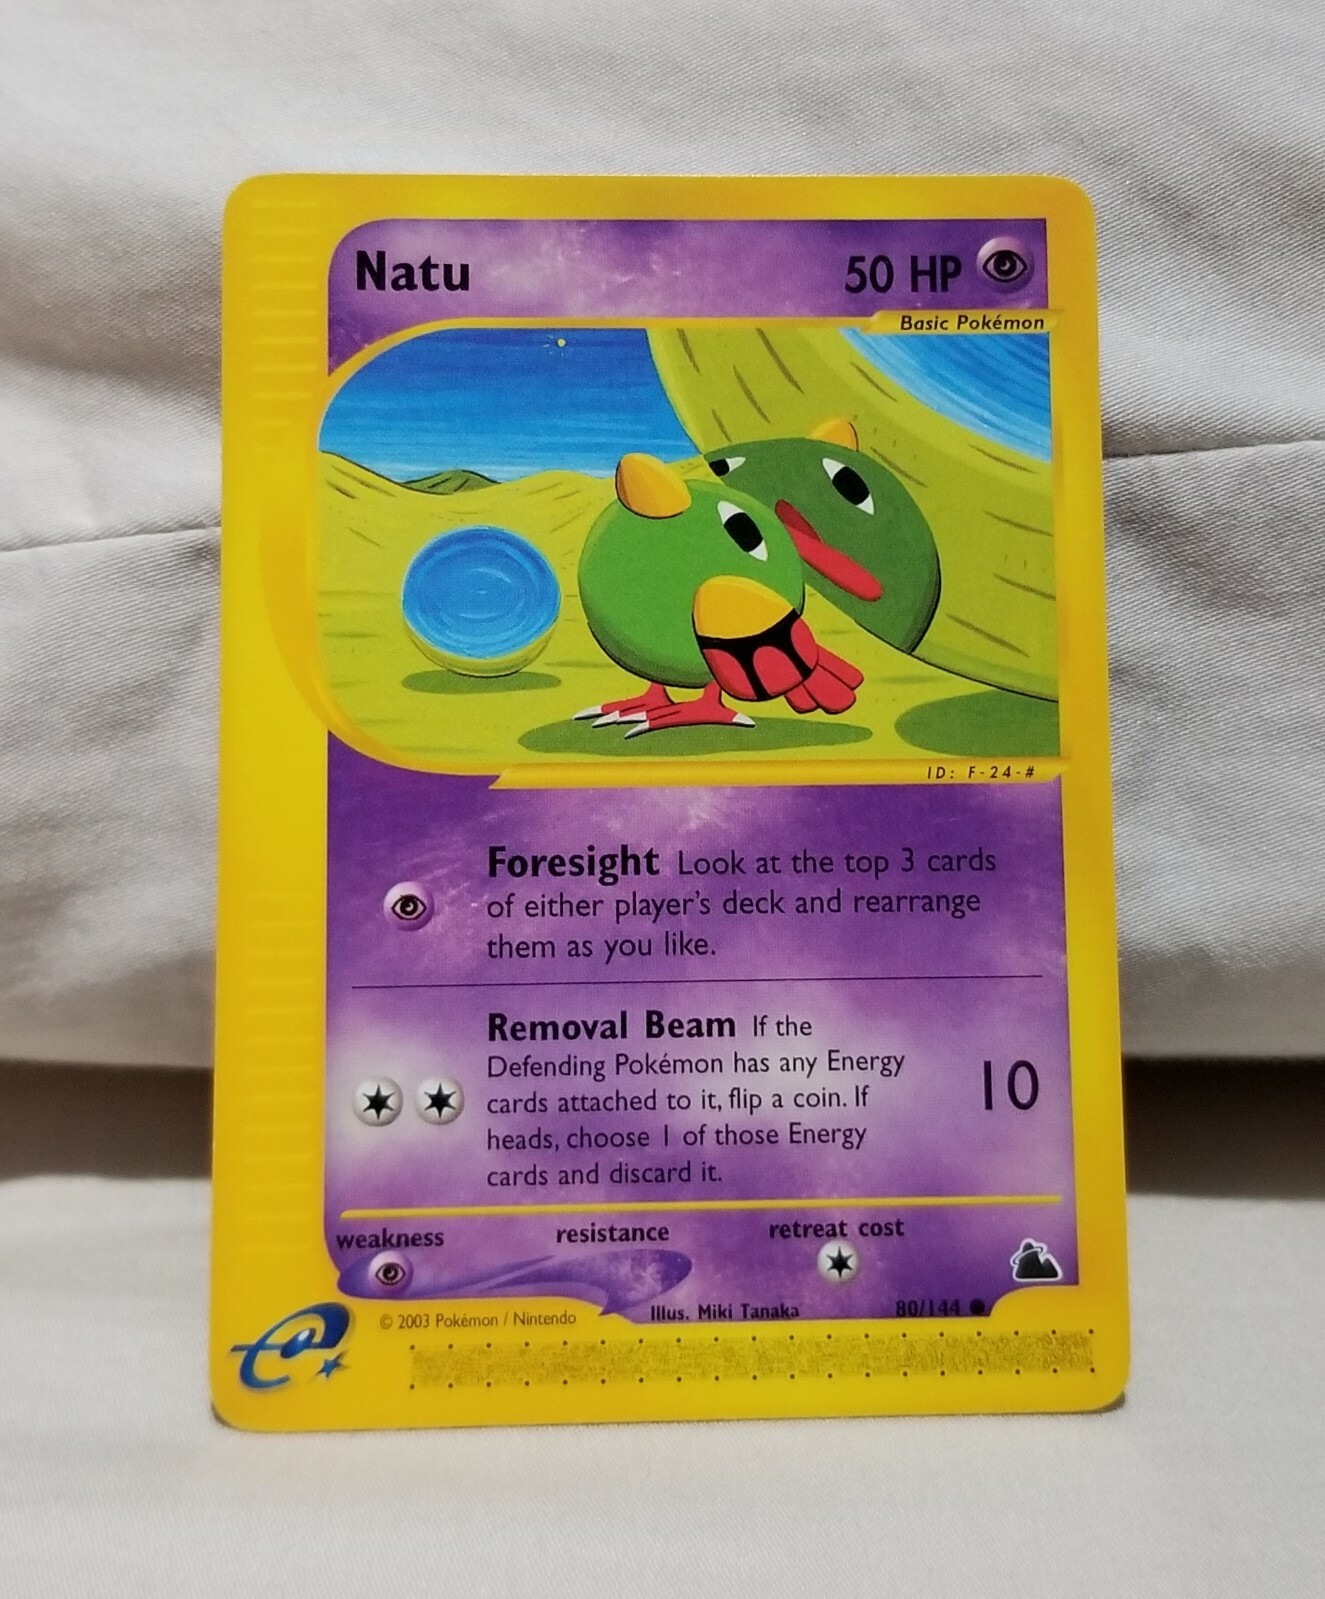 Natu
50 HP
Basic Pokémon
ID: F-24-#
Foresight Look at the top 3 cards
of either player's deck and rearrange
them as you like.
Removal Beam If the
Defending Pokémon has any Energy
cards attached to it, flip a coin. If
heads, choose 1 of those Energy
cards and discard it.
10
weakness resistance retreat cost
© 2003 Pokémon / Nintendo
Illus. Miki Tanaka
80/144
e